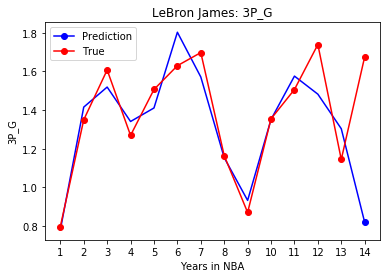 LeBron James: 3P_G
Prediction
True
1.8
1.6
1.4
1.2
1.0
0.8
3P_G
1 2 3 4 5 6 7 8 9 10 11 12 13 14
Years in NBA